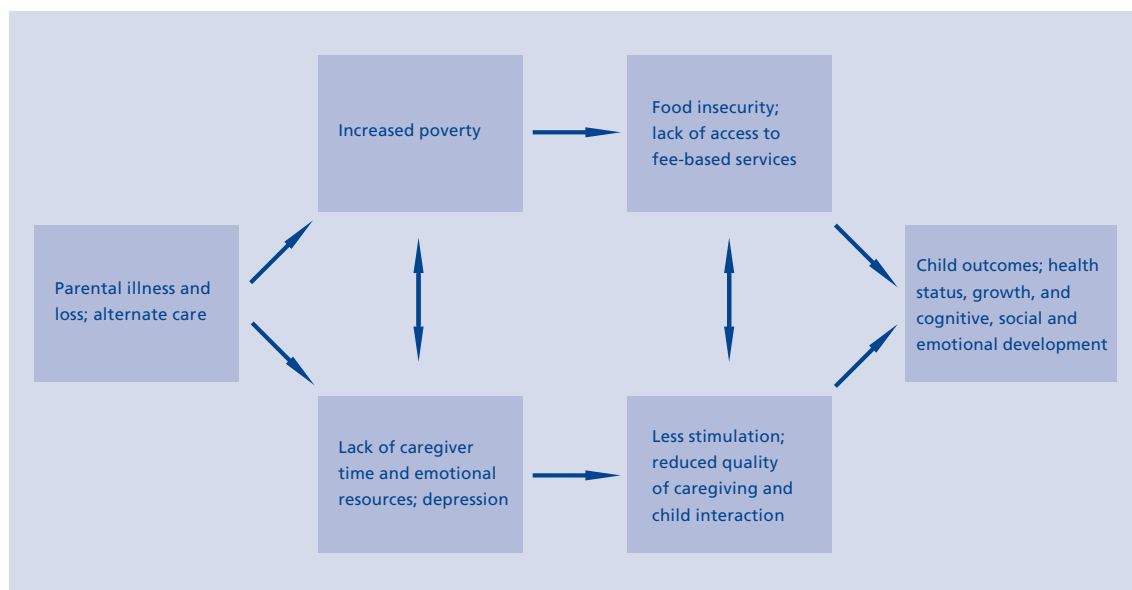 Increased poverty
Food insecurity;
lack of access to
fee-based services
Parental illness and
loss; alternate care
Child outcomes; health
status, growth, and
cognitive, social and
emotional development
Lack of caregiver
time and emotional
resources; depression
Less stimulation;
reduced quality
of caregiving and
child interaction